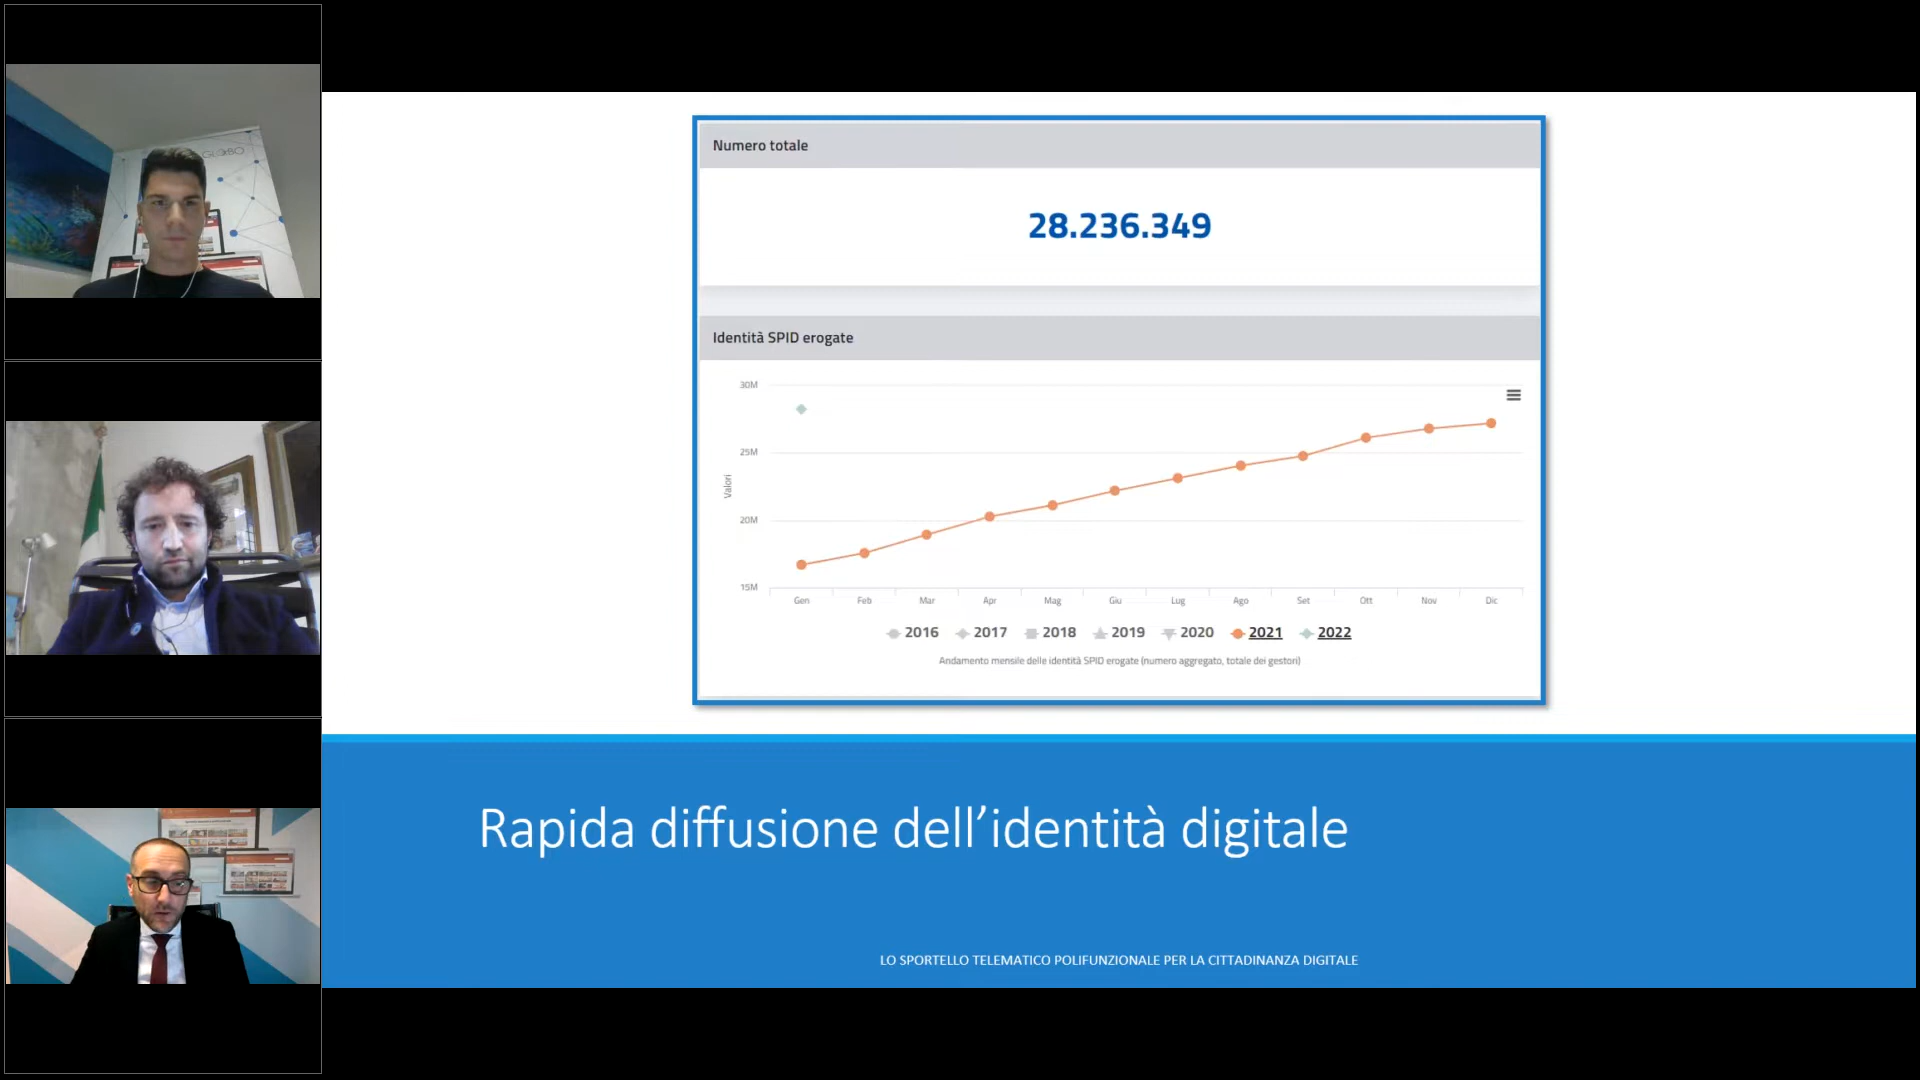 GLOBO
Numero totale
28.236.349
Identità SPID erogate
30M
25M
20M
15M
Valori
Gen Feb Mar Apr Mag Giu Lug Ago Set Ott Nov Dic
2016 2017 2018 2019 2020 2021 2022
Andamento mensile delle identità SPID erogate (numero aggregato, totale dei gestori)
Rapida diffusione dell’identità digitale
LO SPORTELLO TELEMATICO POLIFUNZIONALE PER LA CITTADINANZA DIGITALE